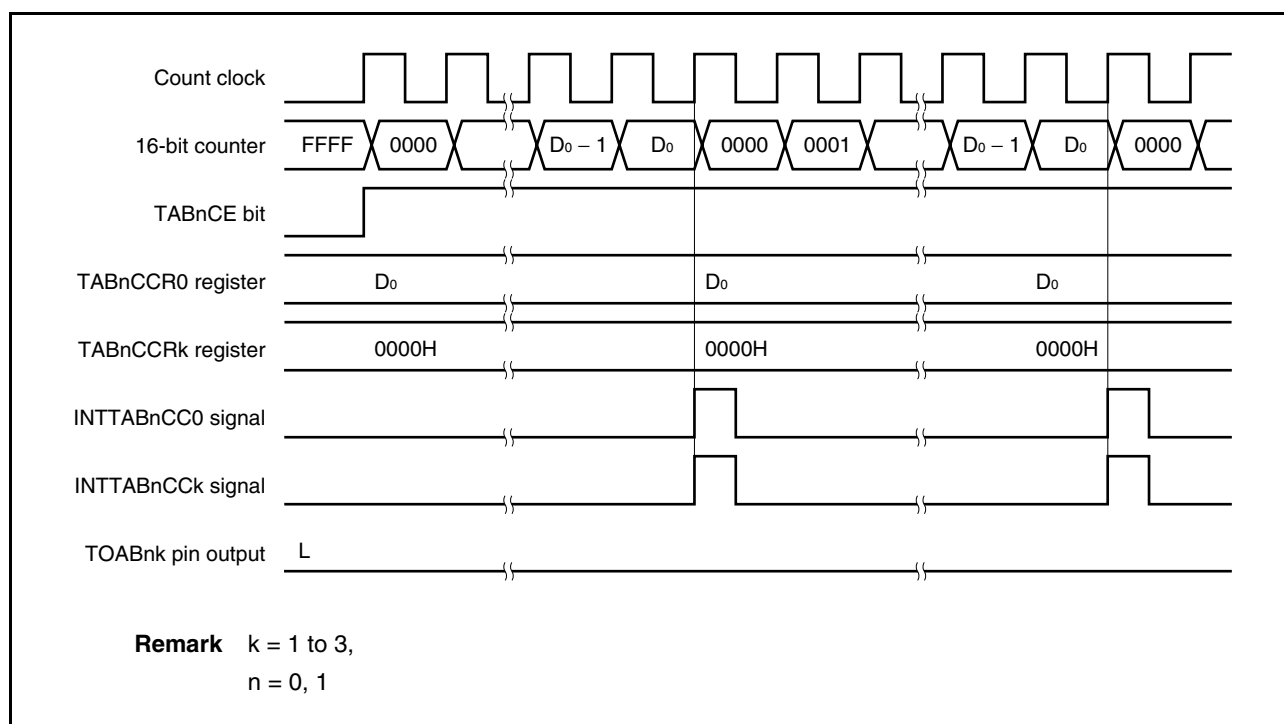 Count clock
16-bit counter FFFF 0000 D₀ − 1 D₀ 0000 0001 D₀ − 1 D₀ 0000
TABnCE bit
TABnCCR0 register D₀ D₀ D₀
TABnCCRk register 0000H 0000H 0000H
INTTABnCC0 signal
INTTABnCCk signal
TOABnk pin output L
Remark k = 1 to 3,
n = 0, 1